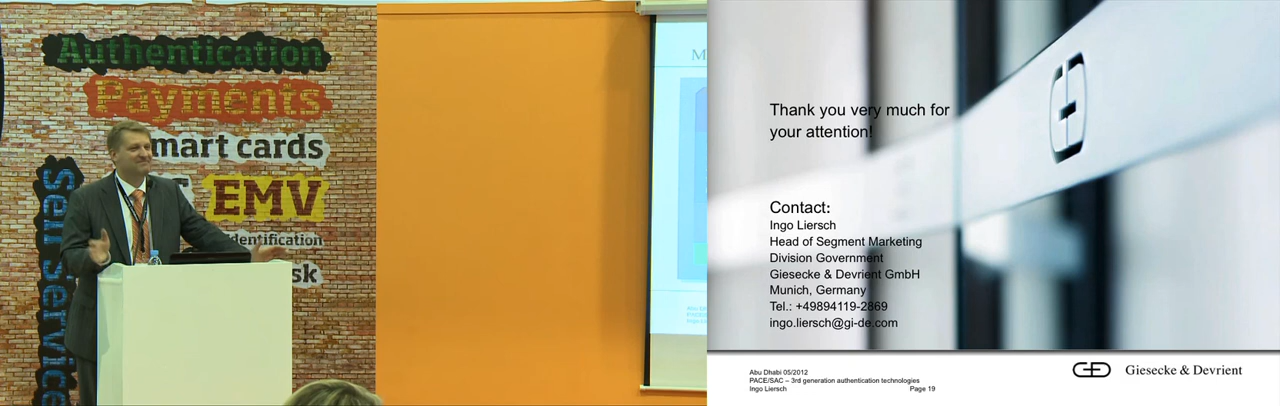 Authentication
Payments
mart cards
EMV
dentification
sk
Self service
M
Thank you very much for
your attention!
Contact:
Ingo Liersch
Head of Segment Marketing
Division Government
Giesecke & Devrient GmbH
Munich, Germany
Tel.: +49894119-2869
ingo.liersch@gi-de.com
Abu Dhabi 05/2012
PACE/SAC – 3rd generation authentication technologies
Ingo Liersch
Page 19
Giesecke & Devrient